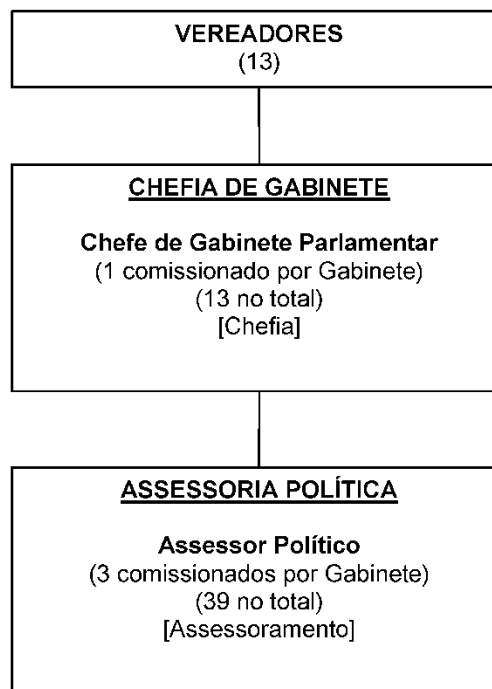 VEREADORES
(13)
CHEFIA DE GABINETE
Chefe de Gabinete Parlamentar
(1 comissionado por Gabinete)
(13 no total)
[Chefia]
ASSESSORIA POLÍTICA
Assessor Político
(3 comissionados por Gabinete)
(39 no total)
[Assessoramento]